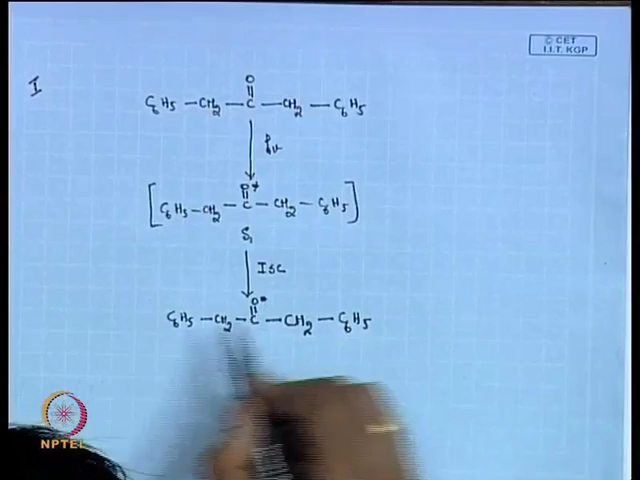 © CET
I.I.T. KGP
I
O
C6H5 — CH2 — C — CH2 — C6H5
hν
[C6H5 — CH2 — C — CH2 — C6H5]
O*
S1
ISC
O*
C6H5 — CH2 — C — CH2 — C6H5
NPTEL